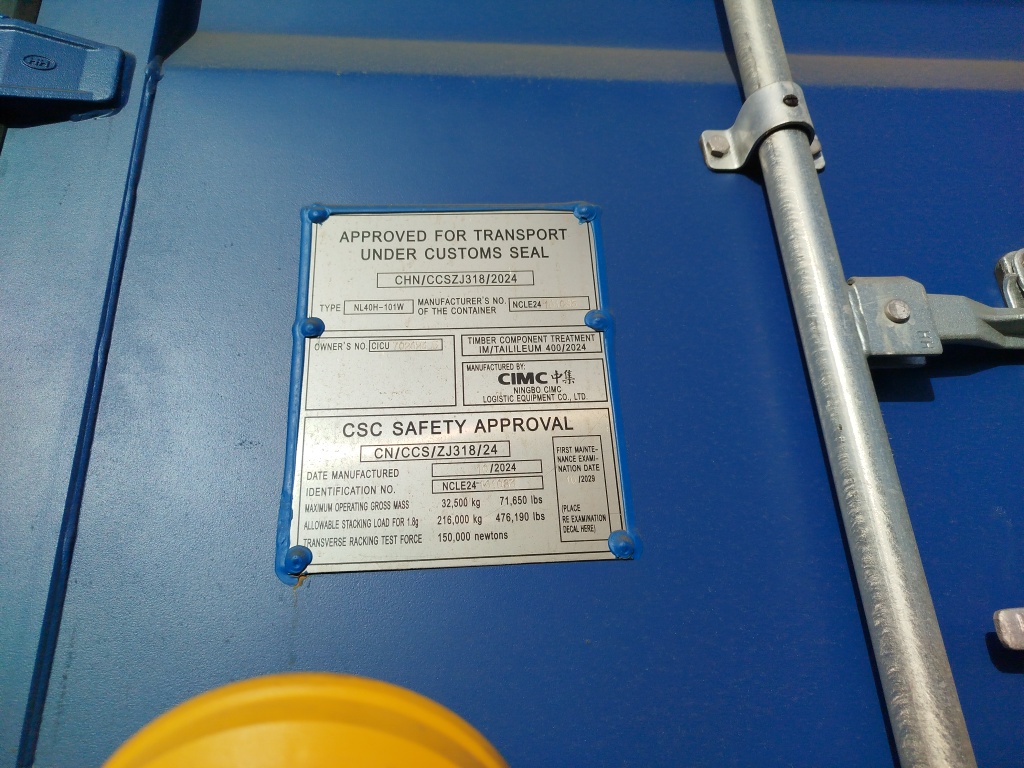 APPROVED FOR TRANSPORT
UNDER CUSTOMS SEAL
CHN/CCSZJ318/2024
TYPE NL40H-101W MANUFACTURER'S NO. OF THE CONTAINER NCLE24
OWNER'S NO. CICU
TIMBER COMPONENT TREATMENT
IM/TAILILEUM 400/2024
MANUFACTURED BY:
CIMC 中集
NINGBO CIMC
LOGISTIC EQUIPMENT CO., LTD.
CSC SAFETY APPROVAL
CN/CCS/ZJ318/24
DATE MANUFACTURED /2024
IDENTIFICATION NO. NCLE24
MAXIMUM OPERATING GROSS MASS 32,500 kg 71,650 lbs
ALLOWABLE STACKING LOAD FOR 1.8g 216,000 kg 476,190 lbs
TRANSVERSE RACKING TEST FORCE 150,000 newtons
FIRST MAINTE-
NANCE EXAMI-
NATION DATE
/2029
(PLACE
RE EXAMINATION
DECAL HERE)
H